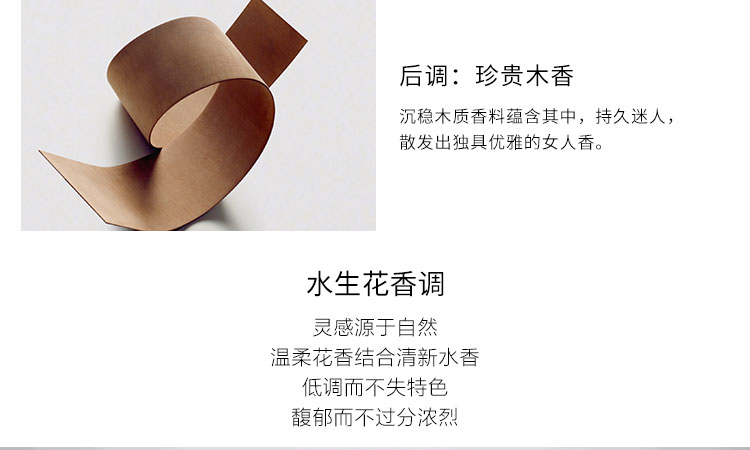 后调：珍贵木香
沉稳木质香料蕴含其中，持久迷人，
散发出独具优雅的女人香。
水生花香调
灵感源于自然
温柔花香结合清新水香
低调而不失特色
馥郁而不过分浓烈